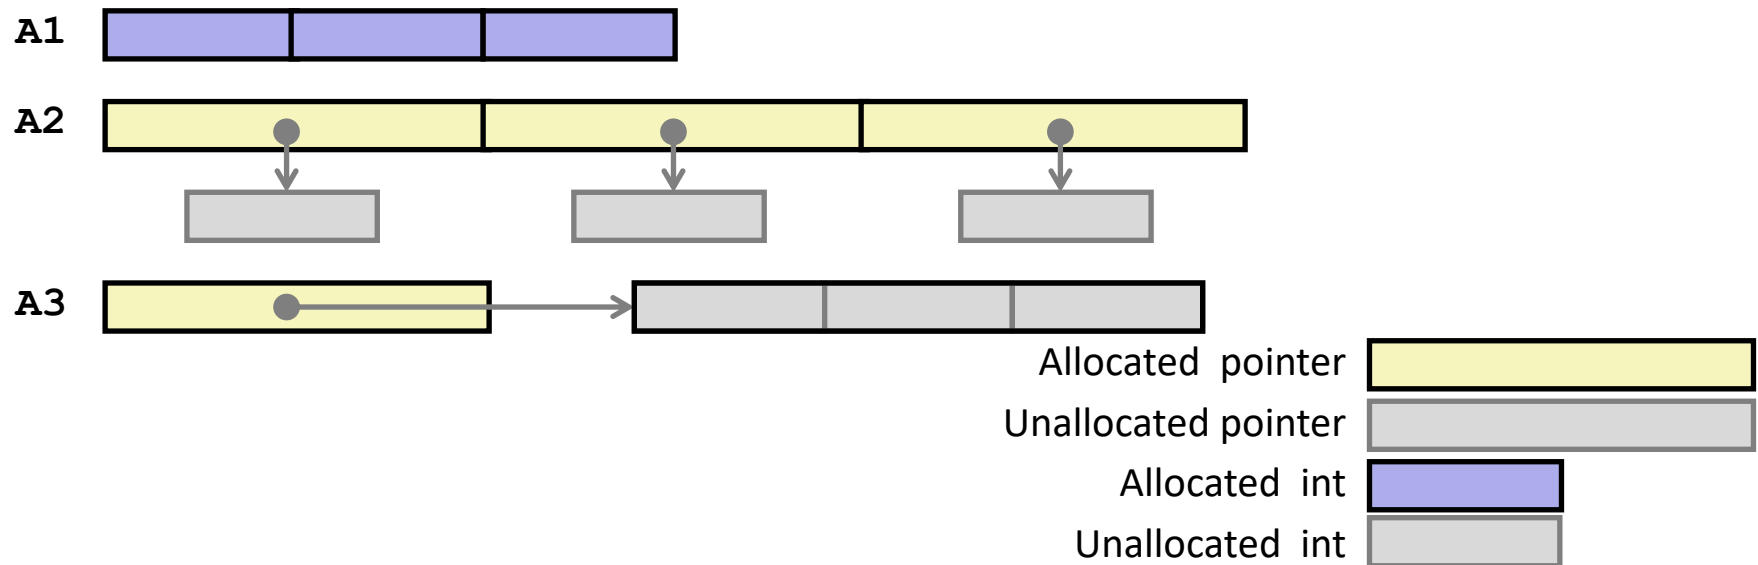 A1
A2
A3
Allocated pointer
Unallocated pointer
Allocated int
Unallocated int